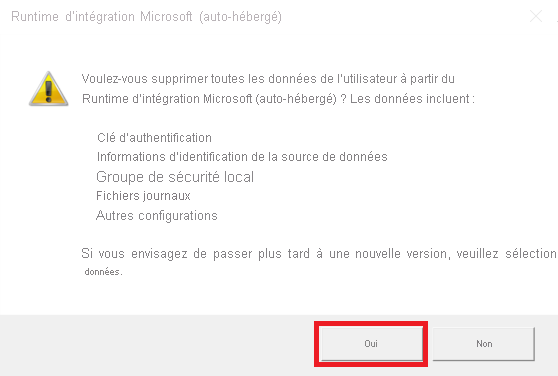 Runtime d'intégration Microsoft (auto-hébergé)
Voulez-vous supprimer toutes les données de l'utilisateur à partir du
Runtime d'intégration Microsoft (auto-hébergé) ? Les données incluent :
Clé d'authentification
Informations d'identification de la source de données
Groupe de sécurité local
Fichiers journaux
Autres configurations
Si vous envisagez de passer plus tard à une nouvelle version, veuillez sélection
données.
Oui
Non